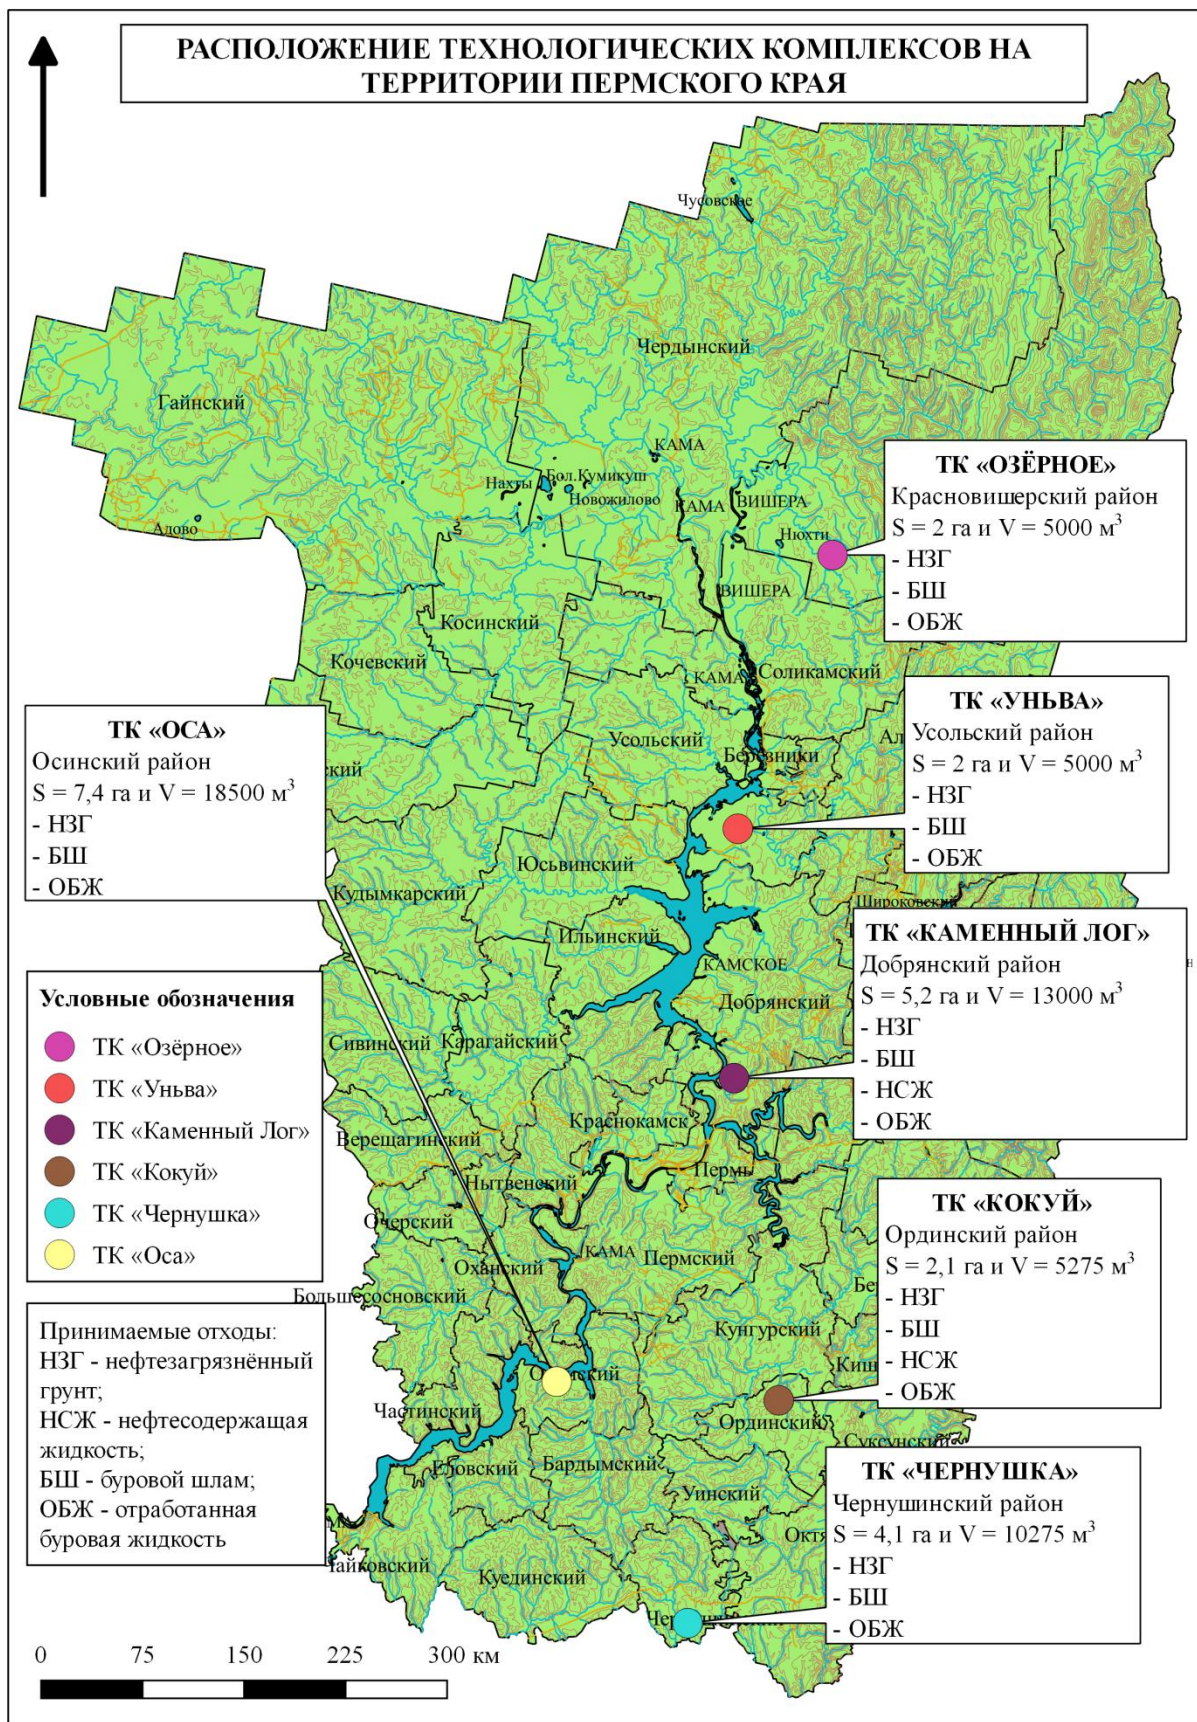 РАСПОЛОЖЕНИЕ ТЕХНОЛОГИЧЕСКИХ КОМПЛЕКСОВ НА
ТЕРРИТОРИИ ПЕРМСКОГО КРАЯ
Чусовское
Чердынский
Гайнский
КАМА
Бол.Кумикуш
Нахты
Новожилово
КАМА
ВИШЕРА
Адово
Нюхти
ТК «ОЗЁРНОЕ»
Красновишерский район
S = 2 га и V = 5000 м³
- НЗГ
- БШ
- ОБЖ
ВИШЕРА
Косинский
Кочевский
КАМА
Соликамский
Усольский
Березники
ТК «УНЬВА»
Усольский район
S = 2 га и V = 5000 м³
- НЗГ
- БШ
- ОБЖ
ТК «ОСА»
Осинский район
S = 7,4 га и V = 18500 м³
- НЗГ
- БШ
- ОБЖ
Юсьвинский
Кудымкарский
Широковский
Ильинский
КАМСКОЕ
Добрянский
ТК «КАМЕННЫЙ ЛОГ»
Добрянский район
S = 5,2 га и V = 13000 м³
- НЗГ
- БШ
- НСЖ
- ОБЖ
Условные обозначения
ТК «Озёрное»
ТК «Уньва»
ТК «Каменный Лог»
ТК «Кокуй»
ТК «Чернушка»
ТК «Оса»
Сивинский
Карагайский
Краснокамск
Верещагинский
Нытвенский
Пермь
Очерский
Оханский
КАМА
Пермский
Большесосновский
Кунгурский
ТК «КОКУЙ»
Ординский район
S = 2,1 га и V = 5275 м³
- НЗГ
- БШ
- НСЖ
- ОБЖ
Принимаемые отходы:
НЗГ - нефтезагрязнённый
грунт;
НСЖ - нефтесодержащая
жидкость;
БШ - буровой шлам;
ОБЖ - отработанная
буровая жидкость
Частинский
Ординский
Суксунский
Еловский
Бардымский
Уинский
ТК «ЧЕРНУШКА»
Чернушинский район
S = 4,1 га и V = 10275 м³
- НЗГ
- БШ
- ОБЖ
Чайковский
Куединский
0 75 150 225 300 км